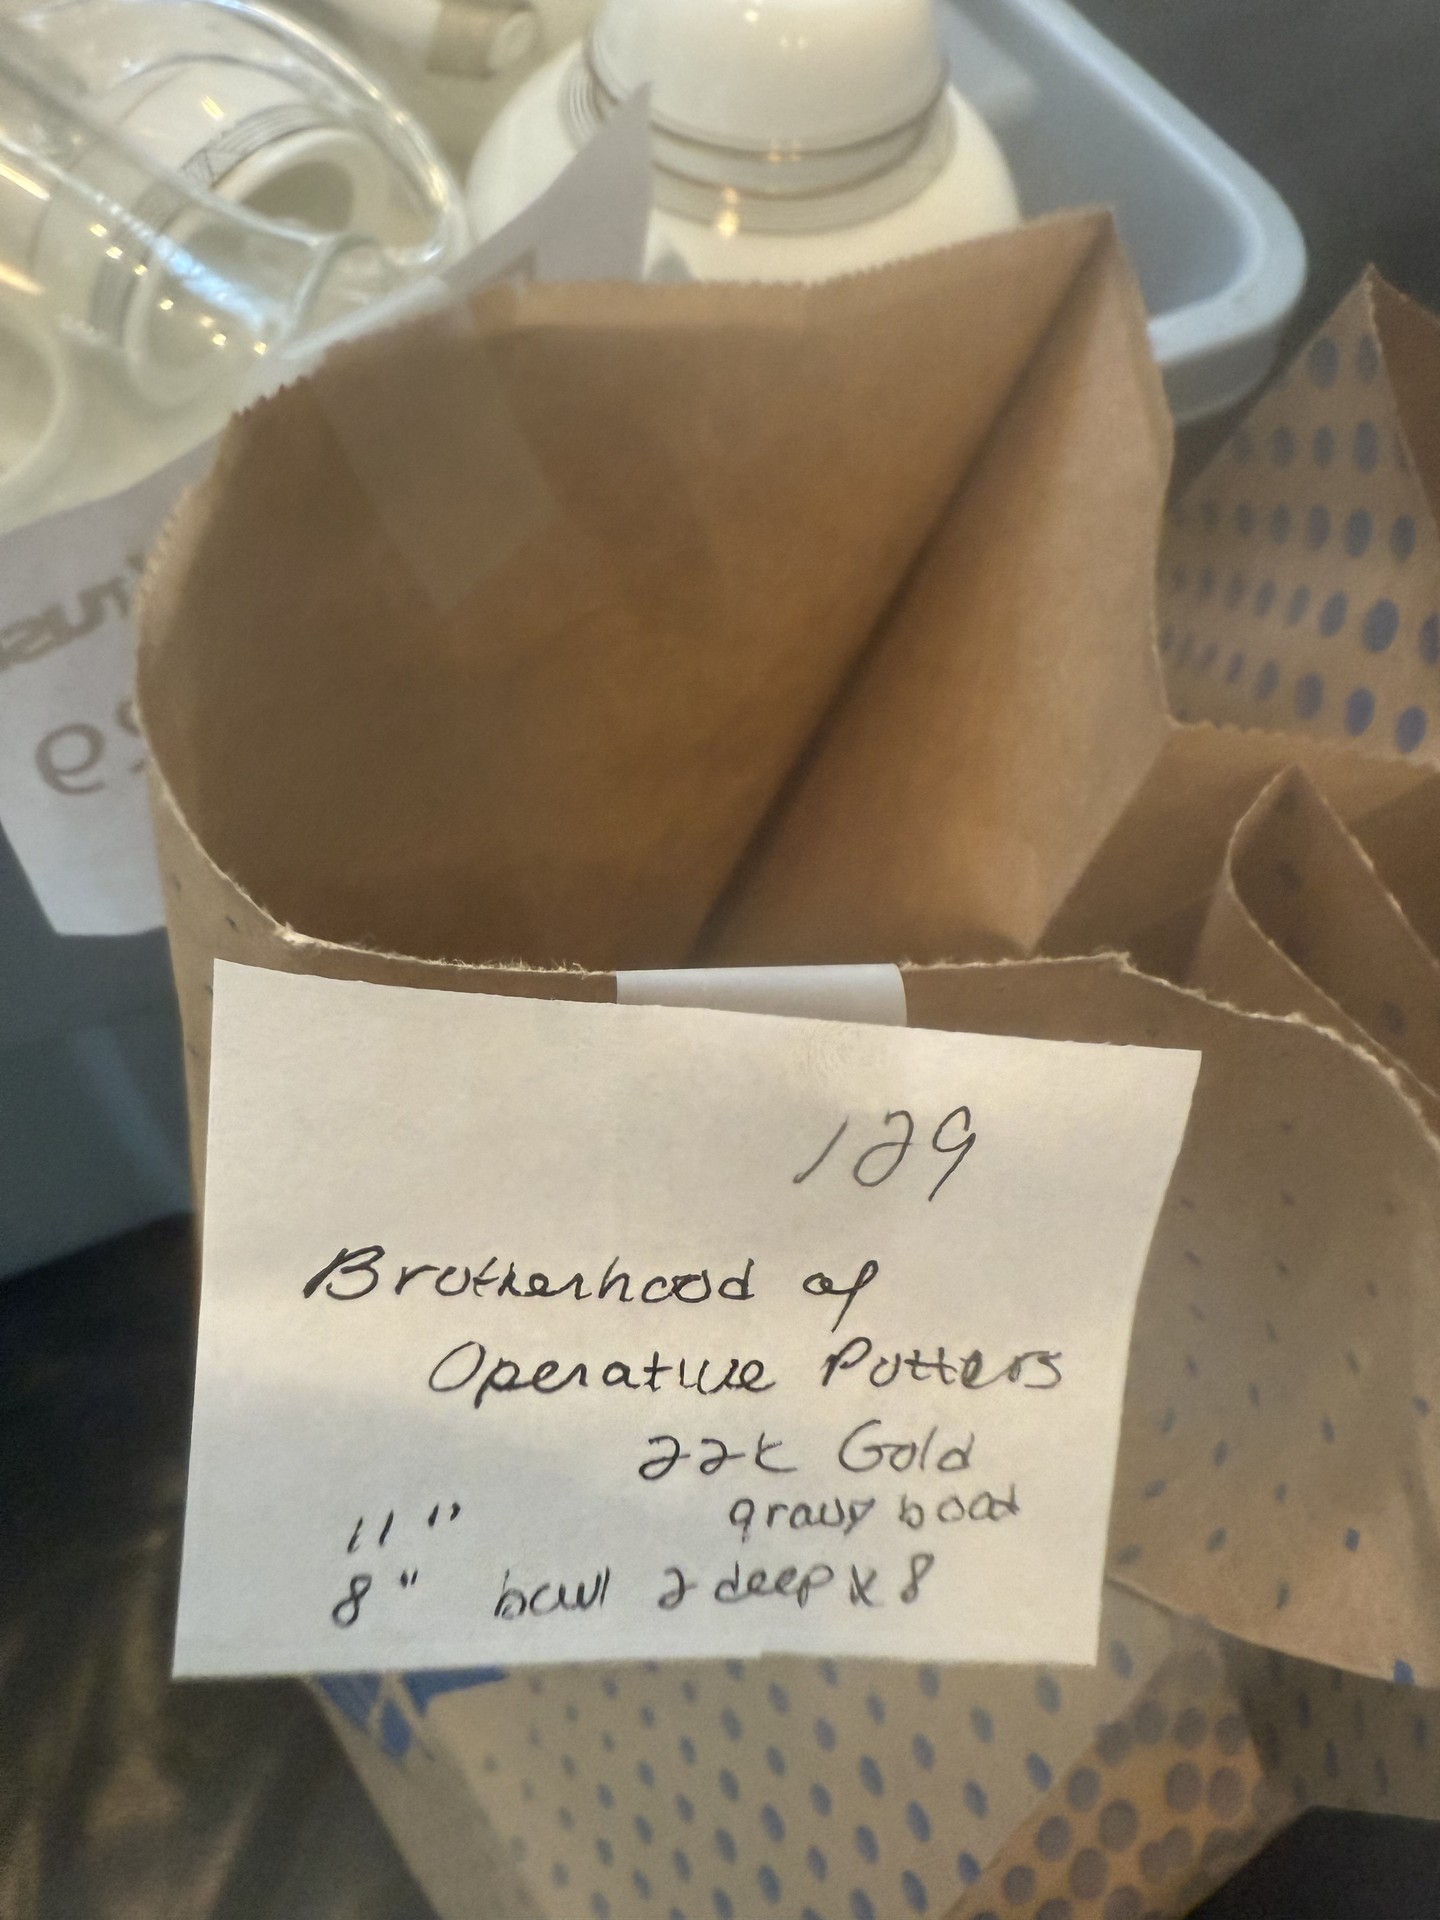 129
Brotherhood of
Operative Potters
22k Gold
11" gravy boat
8" bowl 2 deep x 8